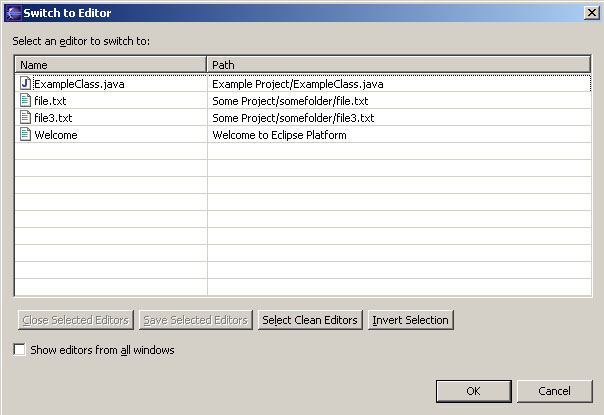 Switch to Editor
Select an editor to switch to:
Name Path
ExampleClass.java Example Project/ExampleClass.java
file.txt Some Project/somefolder/file.txt
file3.txt Some Project/somefolder/file3.txt
Welcome Welcome to Eclipse Platform
Close Selected Editors Save Selected Editors Select Clean Editors Invert Selection
Show editors from all windows
OK Cancel